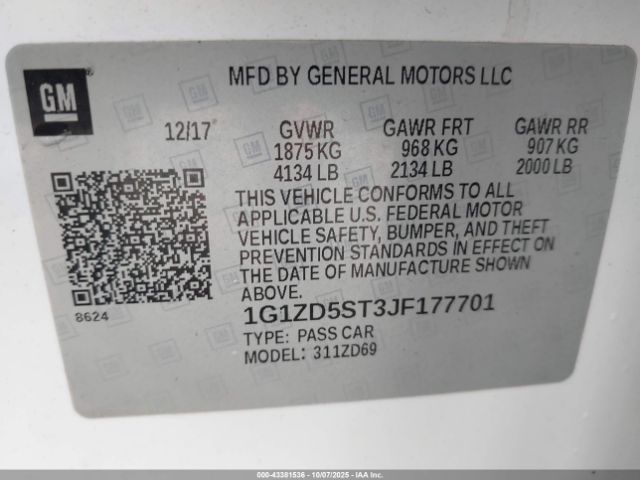 GM
MFD BY GENERAL MOTORS LLC
12/17 GVWR GAWR FRT GAWR RR
1875 KG 968 KG 907 KG
4134 LB 2134 LB 2000 LB
THIS VEHICLE CONFORMS TO ALL
APPLICABLE U.S. FEDERAL MOTOR
VEHICLE SAFETY, BUMPER, AND THEFT
PREVENTION STANDARDS IN EFFECT ON
THE DATE OF MANUFACTURE SHOWN
ABOVE.
8624
1G1ZD5ST3JF177701
TYPE: PASS CAR
MODEL: 311ZD69
000-43381536 - 10/07/2025 - IAA, Inc.